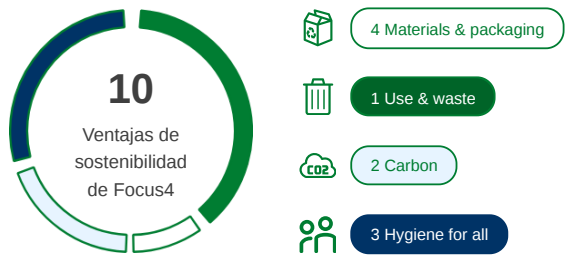 10
Ventajas de
sostenibilidad
de Focus4
4 Materials & packaging
1 Use & waste
CO2
2 Carbon
3 Hygiene for all